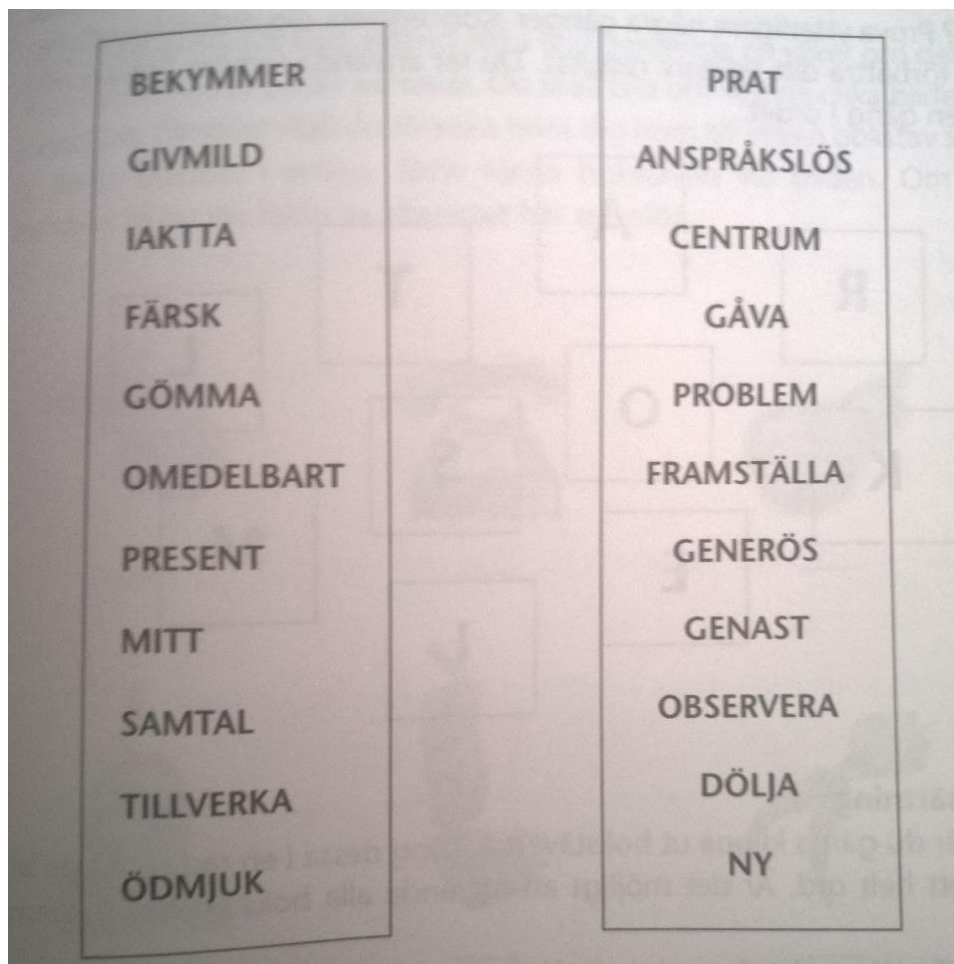 BEKYMMER
GIVMILD
IAKTTA
FÄRSK
GÖMMA
OMEDELBART
PRESENT
MITT
SAMTAL
TILLVERKA
ÖDMJUK
PRAT
ANSPRÅKSLÖS
CENTRUM
GÅVA
PROBLEM
FRAMSTÄLLA
GENERÖS
GENAST
OBSERVERA
DÖLJA
NY